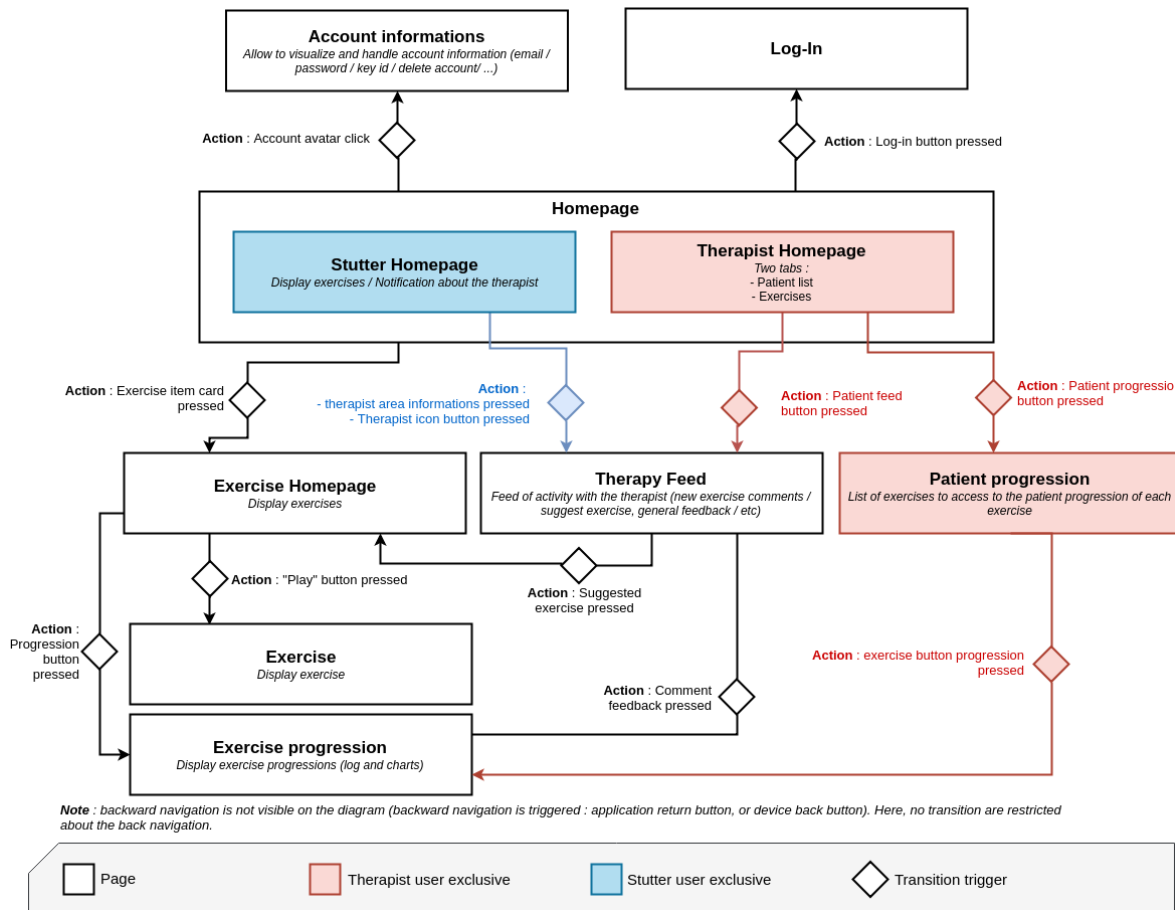 Account informations
Allow to visualize and handle account information (email /
password / key id / delete account/ ...)
Log-In
Action : Account avatar click
Action : Log-in button pressed
Homepage
Stutter Homepage
Display exercises / Notification about the therapist
Therapist Homepage
Two tabs :
- Patient list
- Exercises
Action : Exercise item card
pressed
Action :
- therapist area informations pressed
- Therapist icon button pressed
Action : Patient feed
button pressed
Action : Patient progressio
button pressed
Exercise Homepage
Display exercises
Therapy Feed
Feed of activity with the therapist (new exercise comments /
suggest exercise, general feedback / etc)
Patient progression
List of exercises to access to the patient progression of each
exercise
Action : "Play" button pressed
Action : Suggested
exercise pressed
Action :
Progression
button
pressed
Exercise
Display exercise
Action : exercise button progression
pressed
Action : Comment
feedback pressed
Exercise progression
Display exercise progressions (log and charts)
Note : backward navigation is not visible on the diagram (backward navigation is triggered : application return button, or device back button). Here, no transition are restricted
about the back navigation.
Page
Therapist user exclusive
Stutter user exclusive
Transition trigger